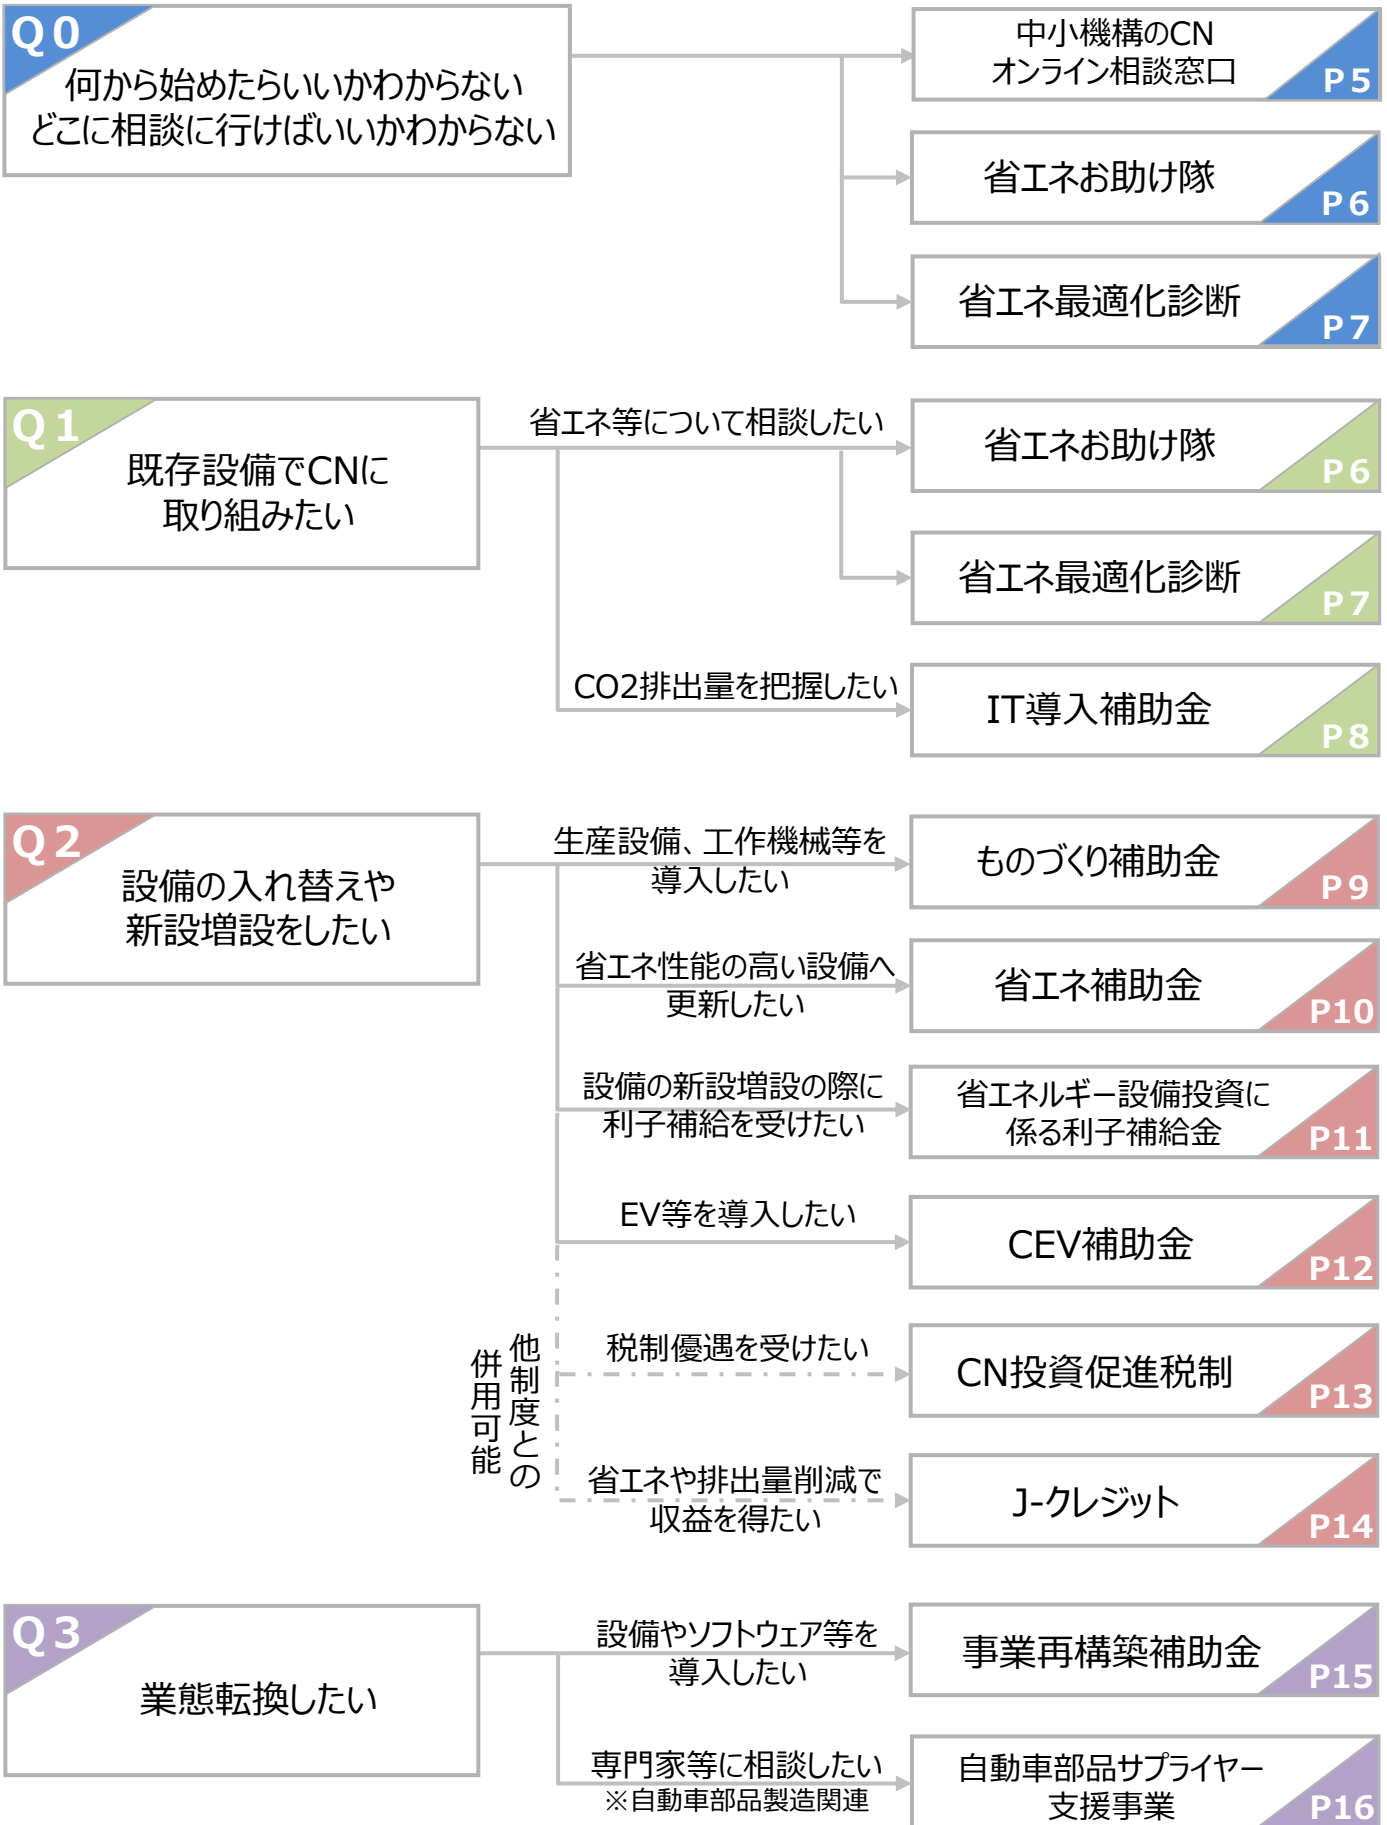 Q0
何から始めたらいいかわからない
どこに相談に行けばいいかわからない
中小機構のCN
オンライン相談窓口
P5
省エネお助け隊
P6
省エネ最適化診断
P7
Q1
既存設備でCNに
取り組みたい
省エネ等について相談したい
省エネお助け隊
P6
省エネ最適化診断
P7
CO2排出量を把握したい
IT導入補助金
P8
Q2
設備の入れ替えや
新設増設をしたい
生産設備、工作機械等を
導入したい
ものづくり補助金
P9
省エネ性能の高い設備へ
更新したい
省エネ補助金
P10
設備の新設増設の際に
利子補給を受けたい
省エネルギー設備投資に
係る利子補給金
P11
EV等を導入したい
CEV補助金
P12
他制度との
併用可能
税制優遇を受けたい
CN投資促進税制
P13
省エネや排出量削減で
収益を得たい
J-クレジット
P14
Q3
業態転換したい
設備やソフトウェア等を
導入したい
事業再構築補助金
P15
専門家等に相談したい
※自動車部品製造関連
自動車部品サプライヤー
支援事業
P16